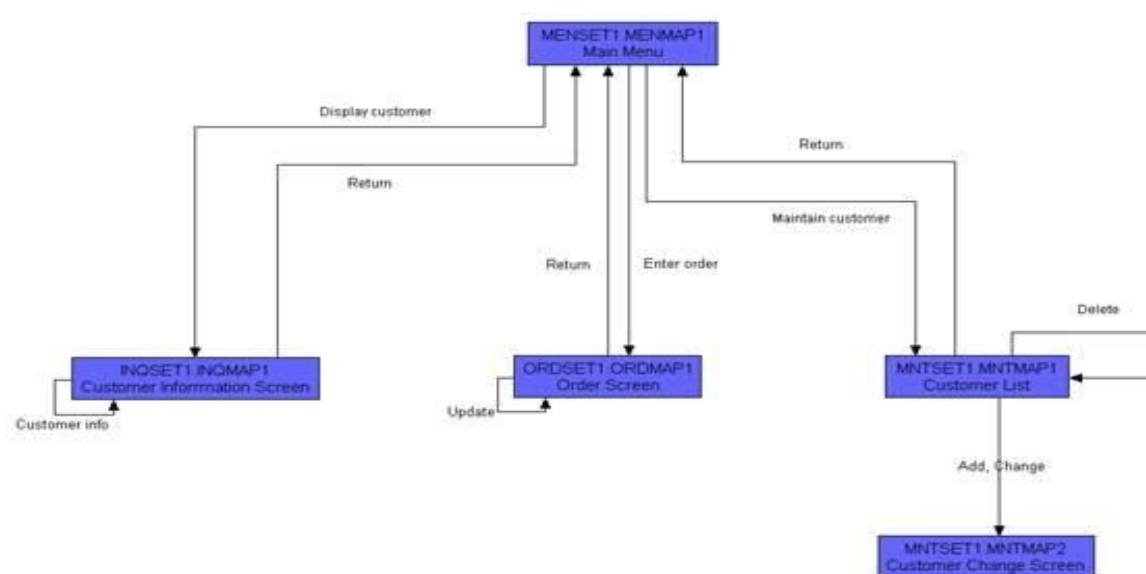 MENSET1.MENMAP1
Main Menu
Display customer
Return
Return
Maintain customer
Return
Enter order
Delete
INQSET1.INQMAP1
Customer Inforrmation Screen
Customer info
ORDSET1.ORDMAP1
Order Screen
Update
MNTSET1.MNTMAP1
Customer List
Add, Change
MNTSET1.MNTMAP2
Customer Change Screen